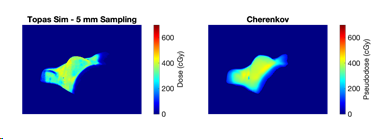 Topas Sim - 5 mm Sampling
600
400
200
0
Dose (cGy)
Cherenkov
600
400
200
0
Pseudodose (cGy)